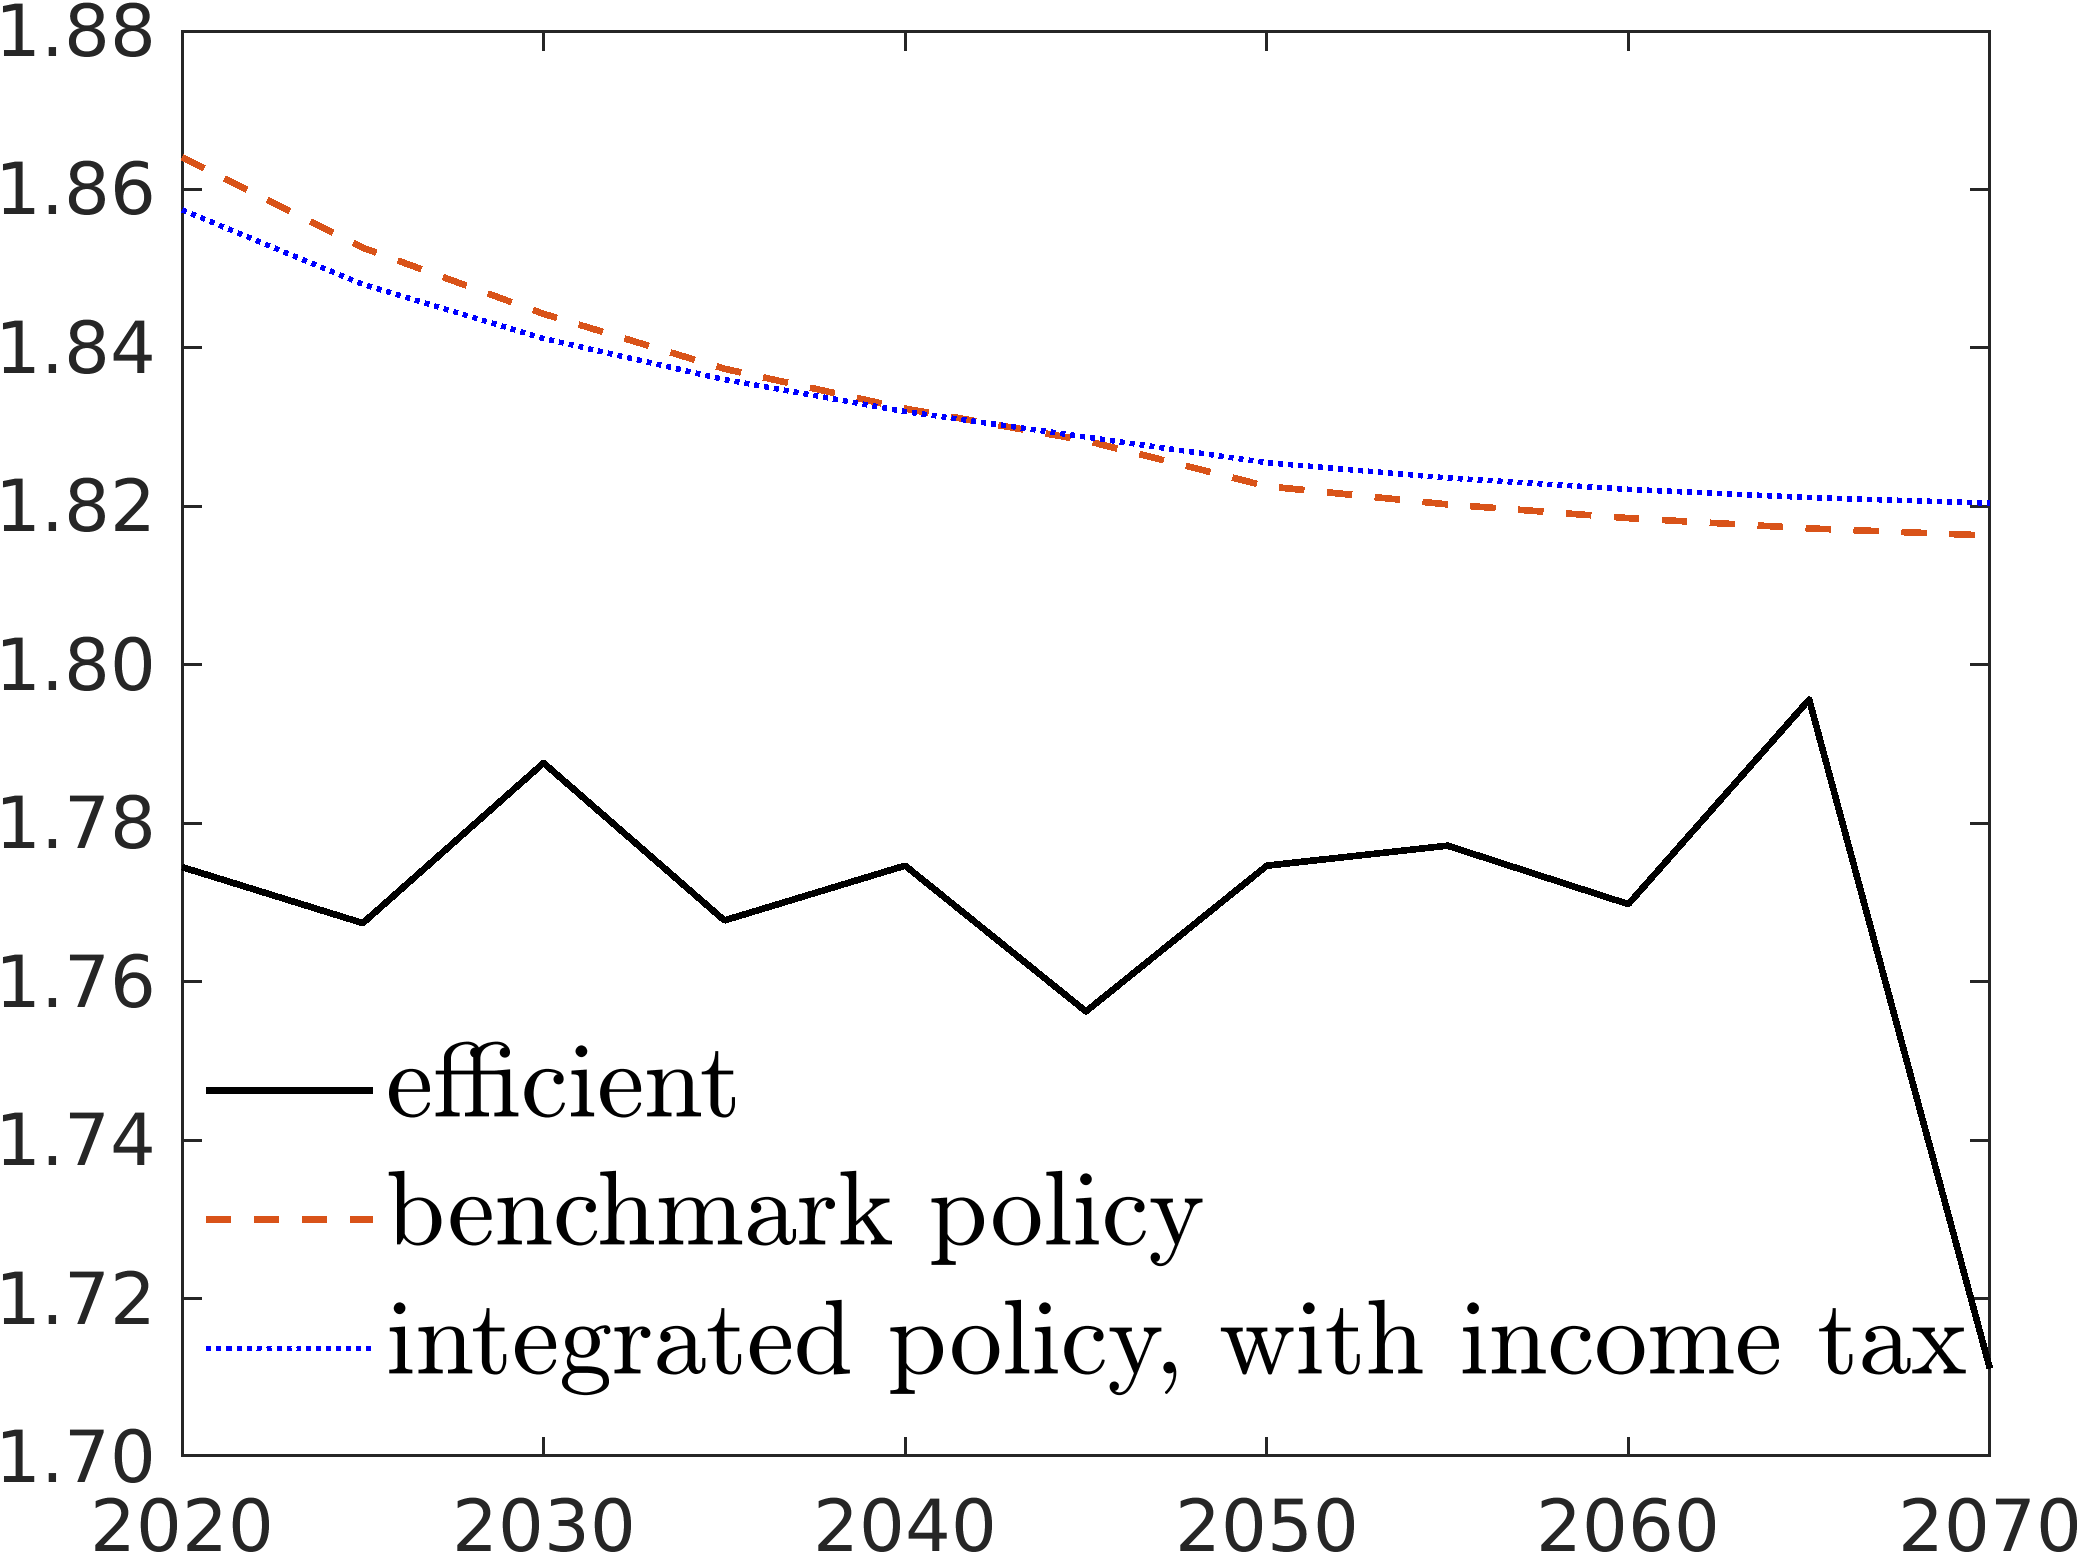 1.88
1.86
1.84
1.82
1.80
1.78
1.76
1.74
1.72
1.70
efficient
benchmark policy
integrated policy, with income tax
2020 2030 2040 2050 2060 2070